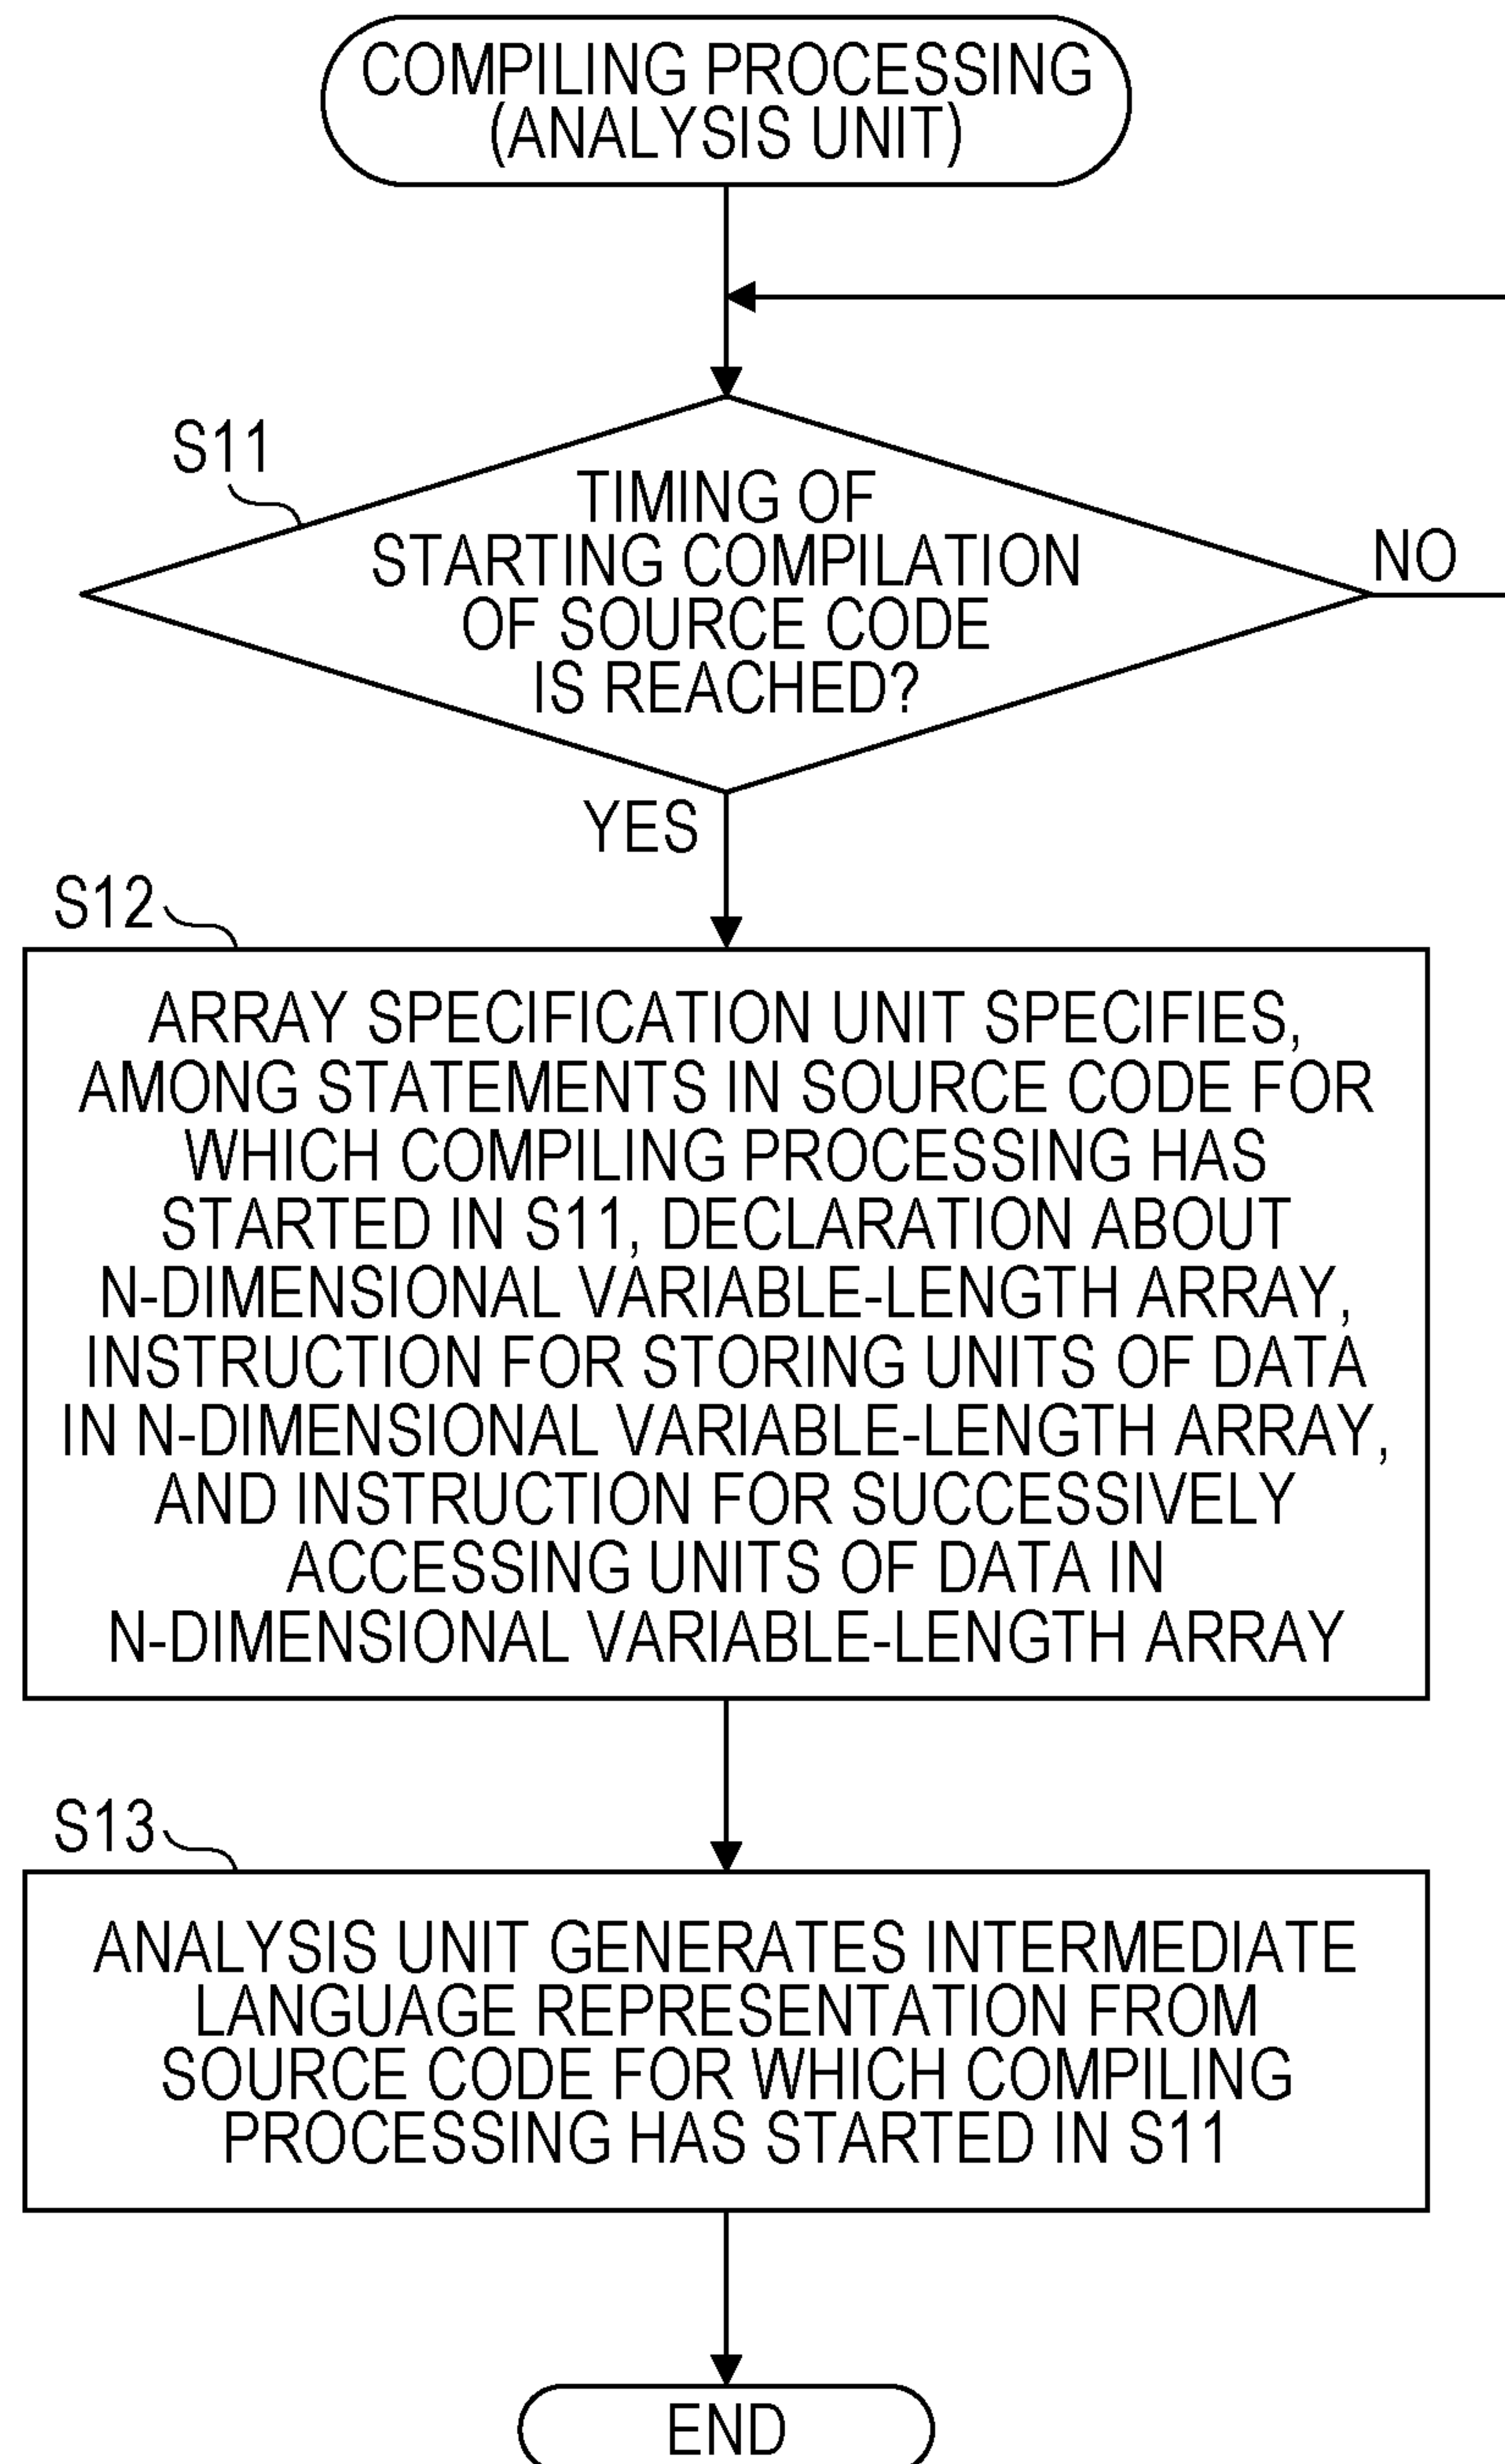 COMPILING PROCESSING
(ANALYSIS UNIT)
S11
TIMING OF
STARTING COMPILATION
OF SOURCE CODE
IS REACHED?
NO
YES
S12
ARRAY SPECIFICATION UNIT SPECIFIES,
AMONG STATEMENTS IN SOURCE CODE FOR
WHICH COMPILING PROCESSING HAS
STARTED IN S11, DECLARATION ABOUT
N-DIMENSIONAL VARIABLE-LENGTH ARRAY,
INSTRUCTION FOR STORING UNITS OF DATA
IN N-DIMENSIONAL VARIABLE-LENGTH ARRAY,
AND INSTRUCTION FOR SUCCESSIVELY
ACCESSING UNITS OF DATA IN
N-DIMENSIONAL VARIABLE-LENGTH ARRAY
S13
ANALYSIS UNIT GENERATES INTERMEDIATE
LANGUAGE REPRESENTATION FROM
SOURCE CODE FOR WHICH COMPILING
PROCESSING HAS STARTED IN S11
END